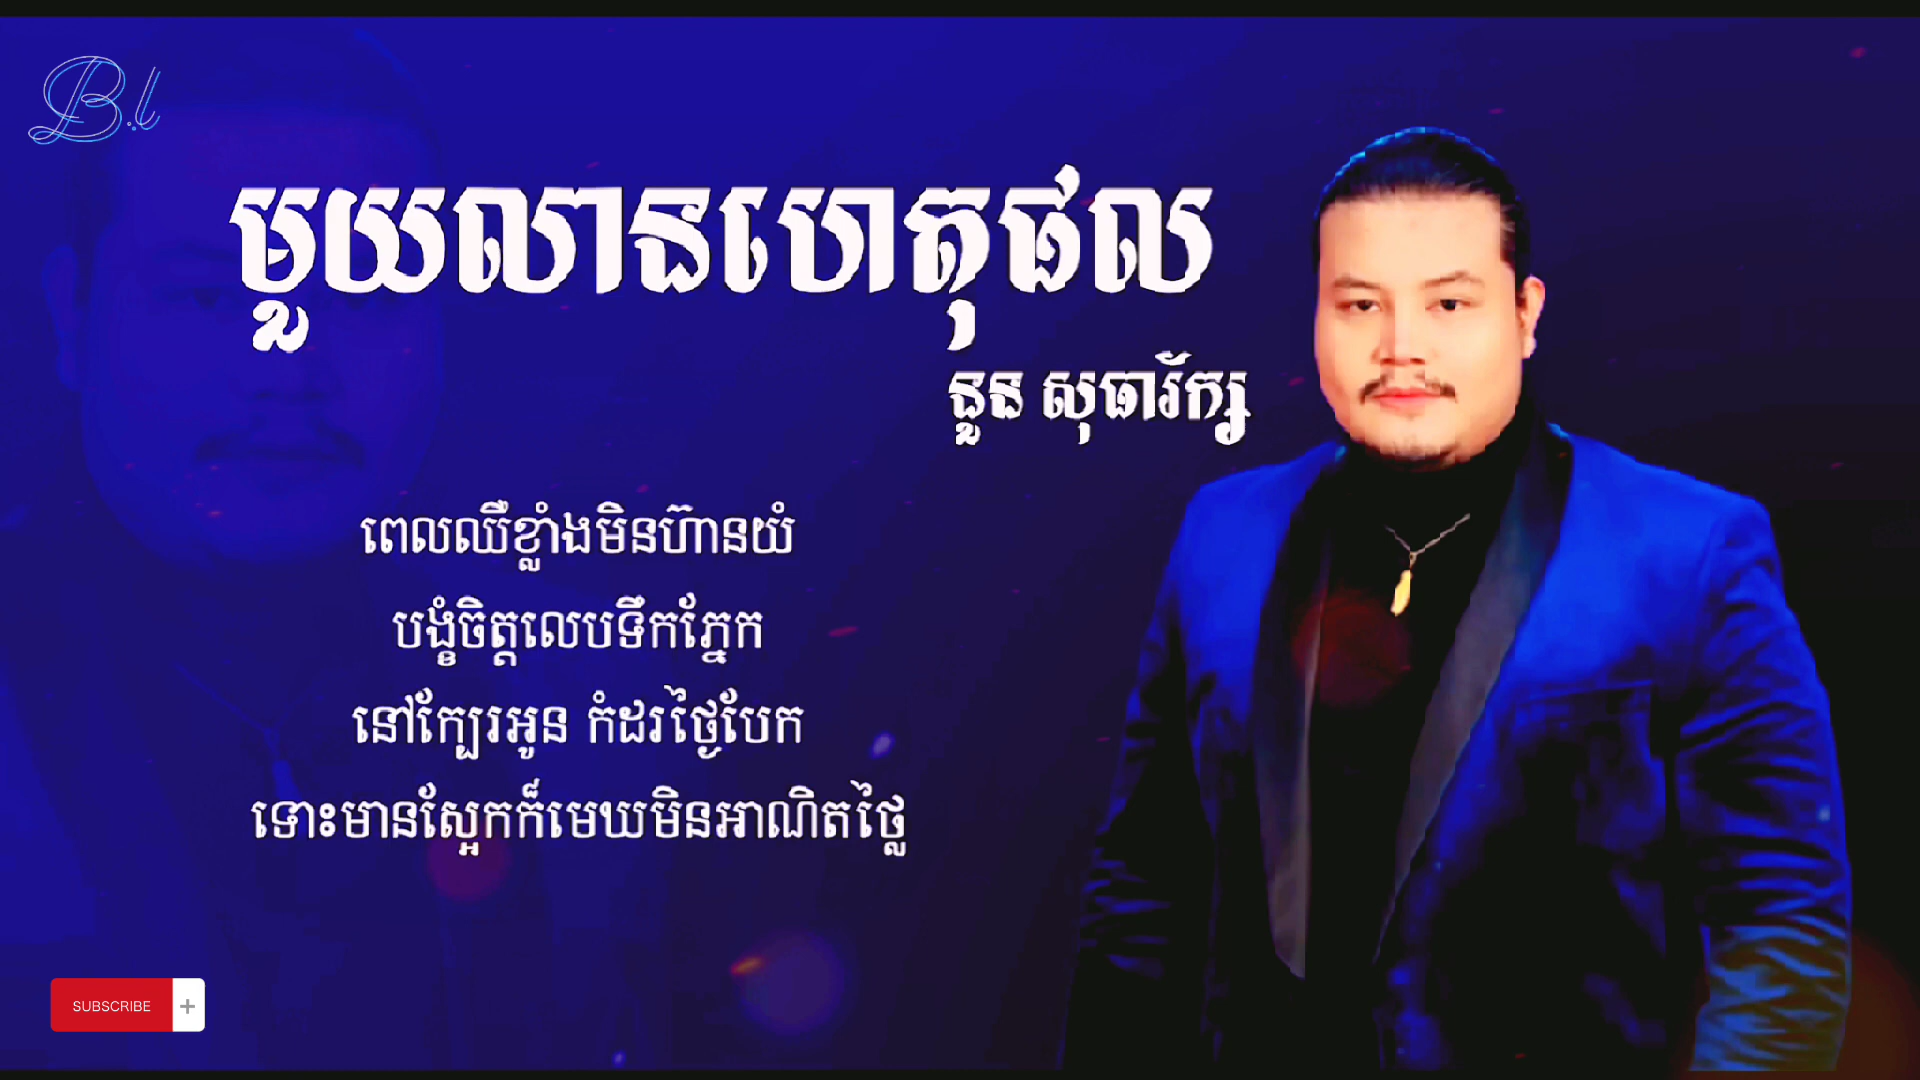 B.l
មួយលានហេតុផល
នួន សុធារ័ក្ស
ពេលឈឺខ្លាំងមិនហ៊ានយំ
បង្ខំចិត្តលេបទឹកភ្នែក
នៅក្បែរអូន កំដរថ្ងៃបែក
ទោះមានស្អែកក៏មេឃមិនអាណិតថ្លៃ
SUBSCRIBE +